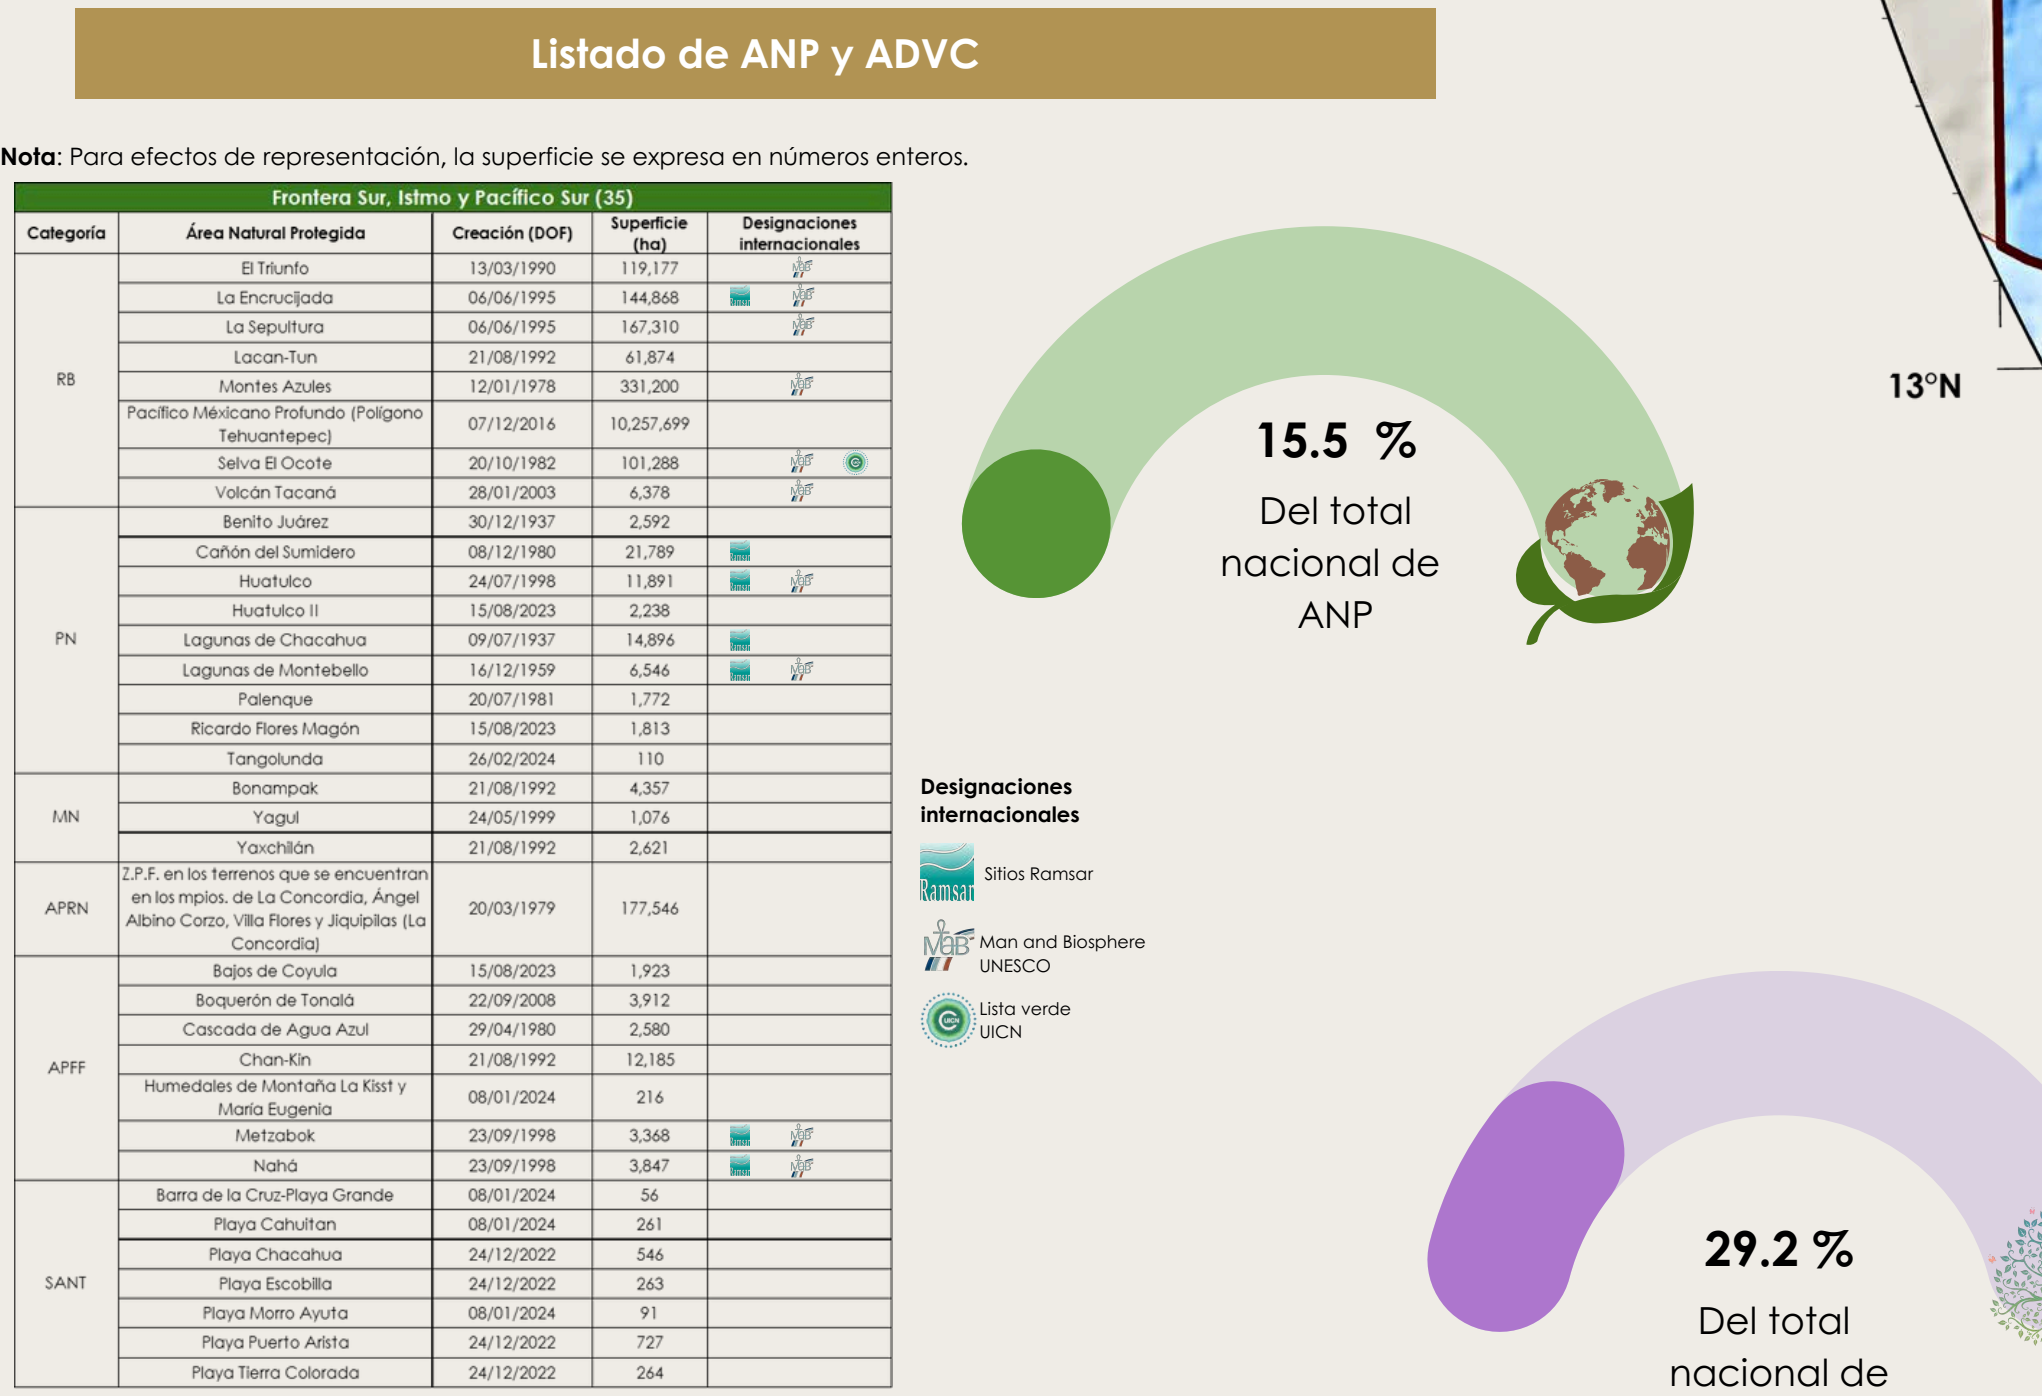 Listado de ANP y ADVC
Nota: Para efectos de representación, la superficie se expresa en números enteros.
Frontera Sur, Istmo y Pacífico Sur (35)
Categoría Área Natural Protegida Creación (DOF) Superficie (ha) Designaciones internacionales
RB
El Triunfo 13/03/1990 119,177
La Encrucijada 06/06/1995 144,868
La Sepultura 06/06/1995 167,310
Lacan-Tun 21/08/1992 61,874
Montes Azules 12/01/1978 331,200
Pacífico Méxicano Profundo (Polígono
Tehuantepec) 07/12/2016 10,257,699
Selva El Ocote 20/10/1982 101,288
Volcán Tacaná 28/01/2003 6,378
PN
Benito Juárez 30/12/1937 2,592
Cañón del Sumidero 08/12/1980 21,789
Huatulco 24/07/1998 11,891
Huatulco II 15/08/2023 2,238
Lagunas de Chacahua 09/07/1937 14,896
Lagunas de Montebello 16/12/1959 6,546
Palenque 20/07/1981 1,772
Ricardo Flores Magón 15/08/2023 1,813
Tangolunda 26/02/2024 110
MN
Bonampak 21/08/1992 4,357
Yagul 24/05/1999 1,076
Yaxchilán 21/08/1992 2,621
APRN
Z.P.F. en los terrenos que se encuentran
en los mpios. de La Concordia, Ángel
Albino Corzo, Villa Flores y Jiquipilas (La
Concordia) 20/03/1979 177,546
APFF
Bajos de Coyula 15/08/2023 1,923
Boquerón de Tonalá 22/09/2008 3,912
Cascada de Agua Azul 29/04/1980 2,580
Chan-Kin 21/08/1992 12,185
Humedales de Montaña La Kisst y
María Eugenia 08/01/2024 216
Metzabok 23/09/1998 3,368
Nahá 23/09/1998 3,847
SANT
Barra de la Cruz-Playa Grande 08/01/2024 56
Playa Cahuitan 08/01/2024 261
Playa Chacahua 24/12/2022 546
Playa Escobilla 24/12/2022 263
Playa Morro Ayuta 08/01/2024 91
Playa Puerto Arista 24/12/2022 727
Playa Tierra Colorada 24/12/2022 264
Designaciones
internacionales
Ramsar
Sitios Ramsar
MaB
Man and Biosphere
UNESCO
UICN
Lista verde
UICN
13°N
15.5 %
Del total
nacional de
ANP
29.2 %
Del total
nacional de